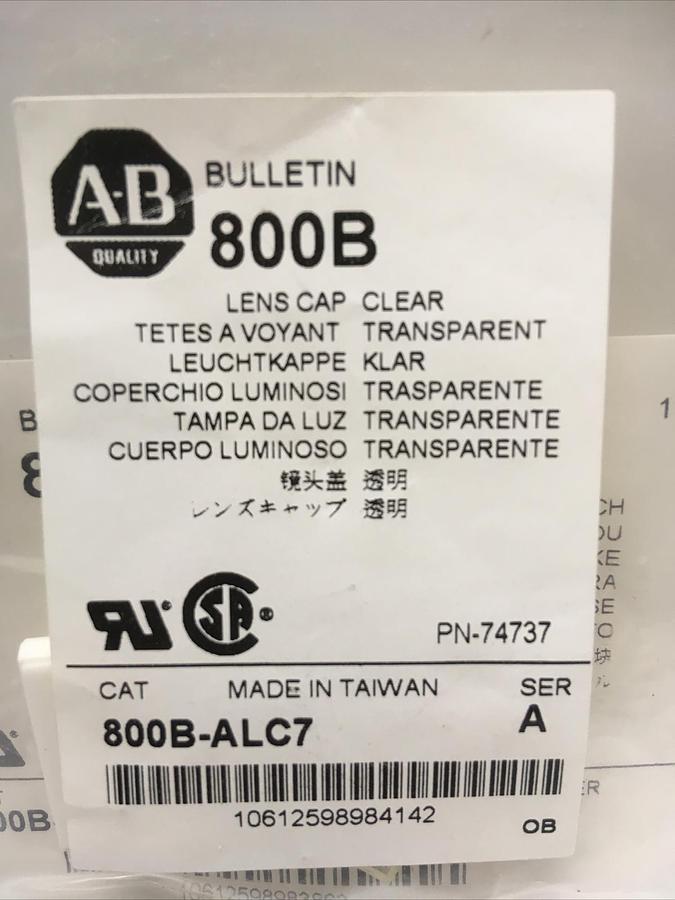 A-B
QUALITY
BULLETIN
800B
LENS CAP CLEAR
TETES A VOYANT TRANSPARENT
LEUCHTKAPPE KLAR
COPERCHIO LUMINOSI TRASPARENTE
TAMPA DA LUZ TRANSPARENTE
CUERPO LUMINOSO TRANSPARENTE
镜头盖 透明
レンズキャップ 透明
RU® SA®
PN-74737
CAT MADE IN TAIWAN SER
800B-ALC7 A
10612598984142
OB